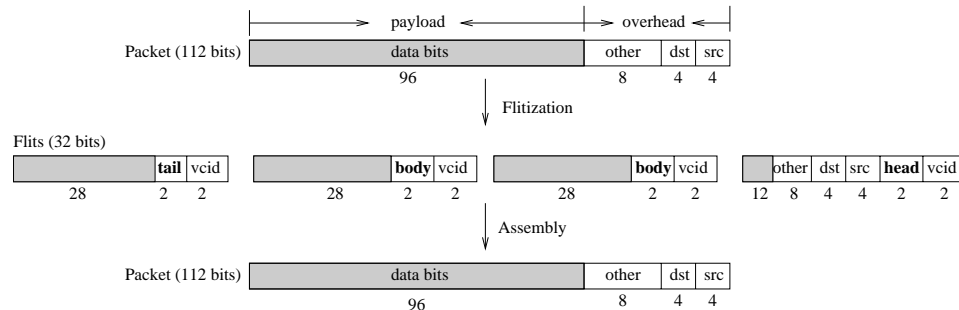 payload overhead
Packet (112 bits) data bits other dst src
96 8 4 4
Flitization
Flits (32 bits)
tail vcid body vcid body vcid other dst src head vcid
28 2 2 28 2 2 28 2 2 12 8 4 4 2 2
Assembly
Packet (112 bits) data bits other dst src
96 8 4 4